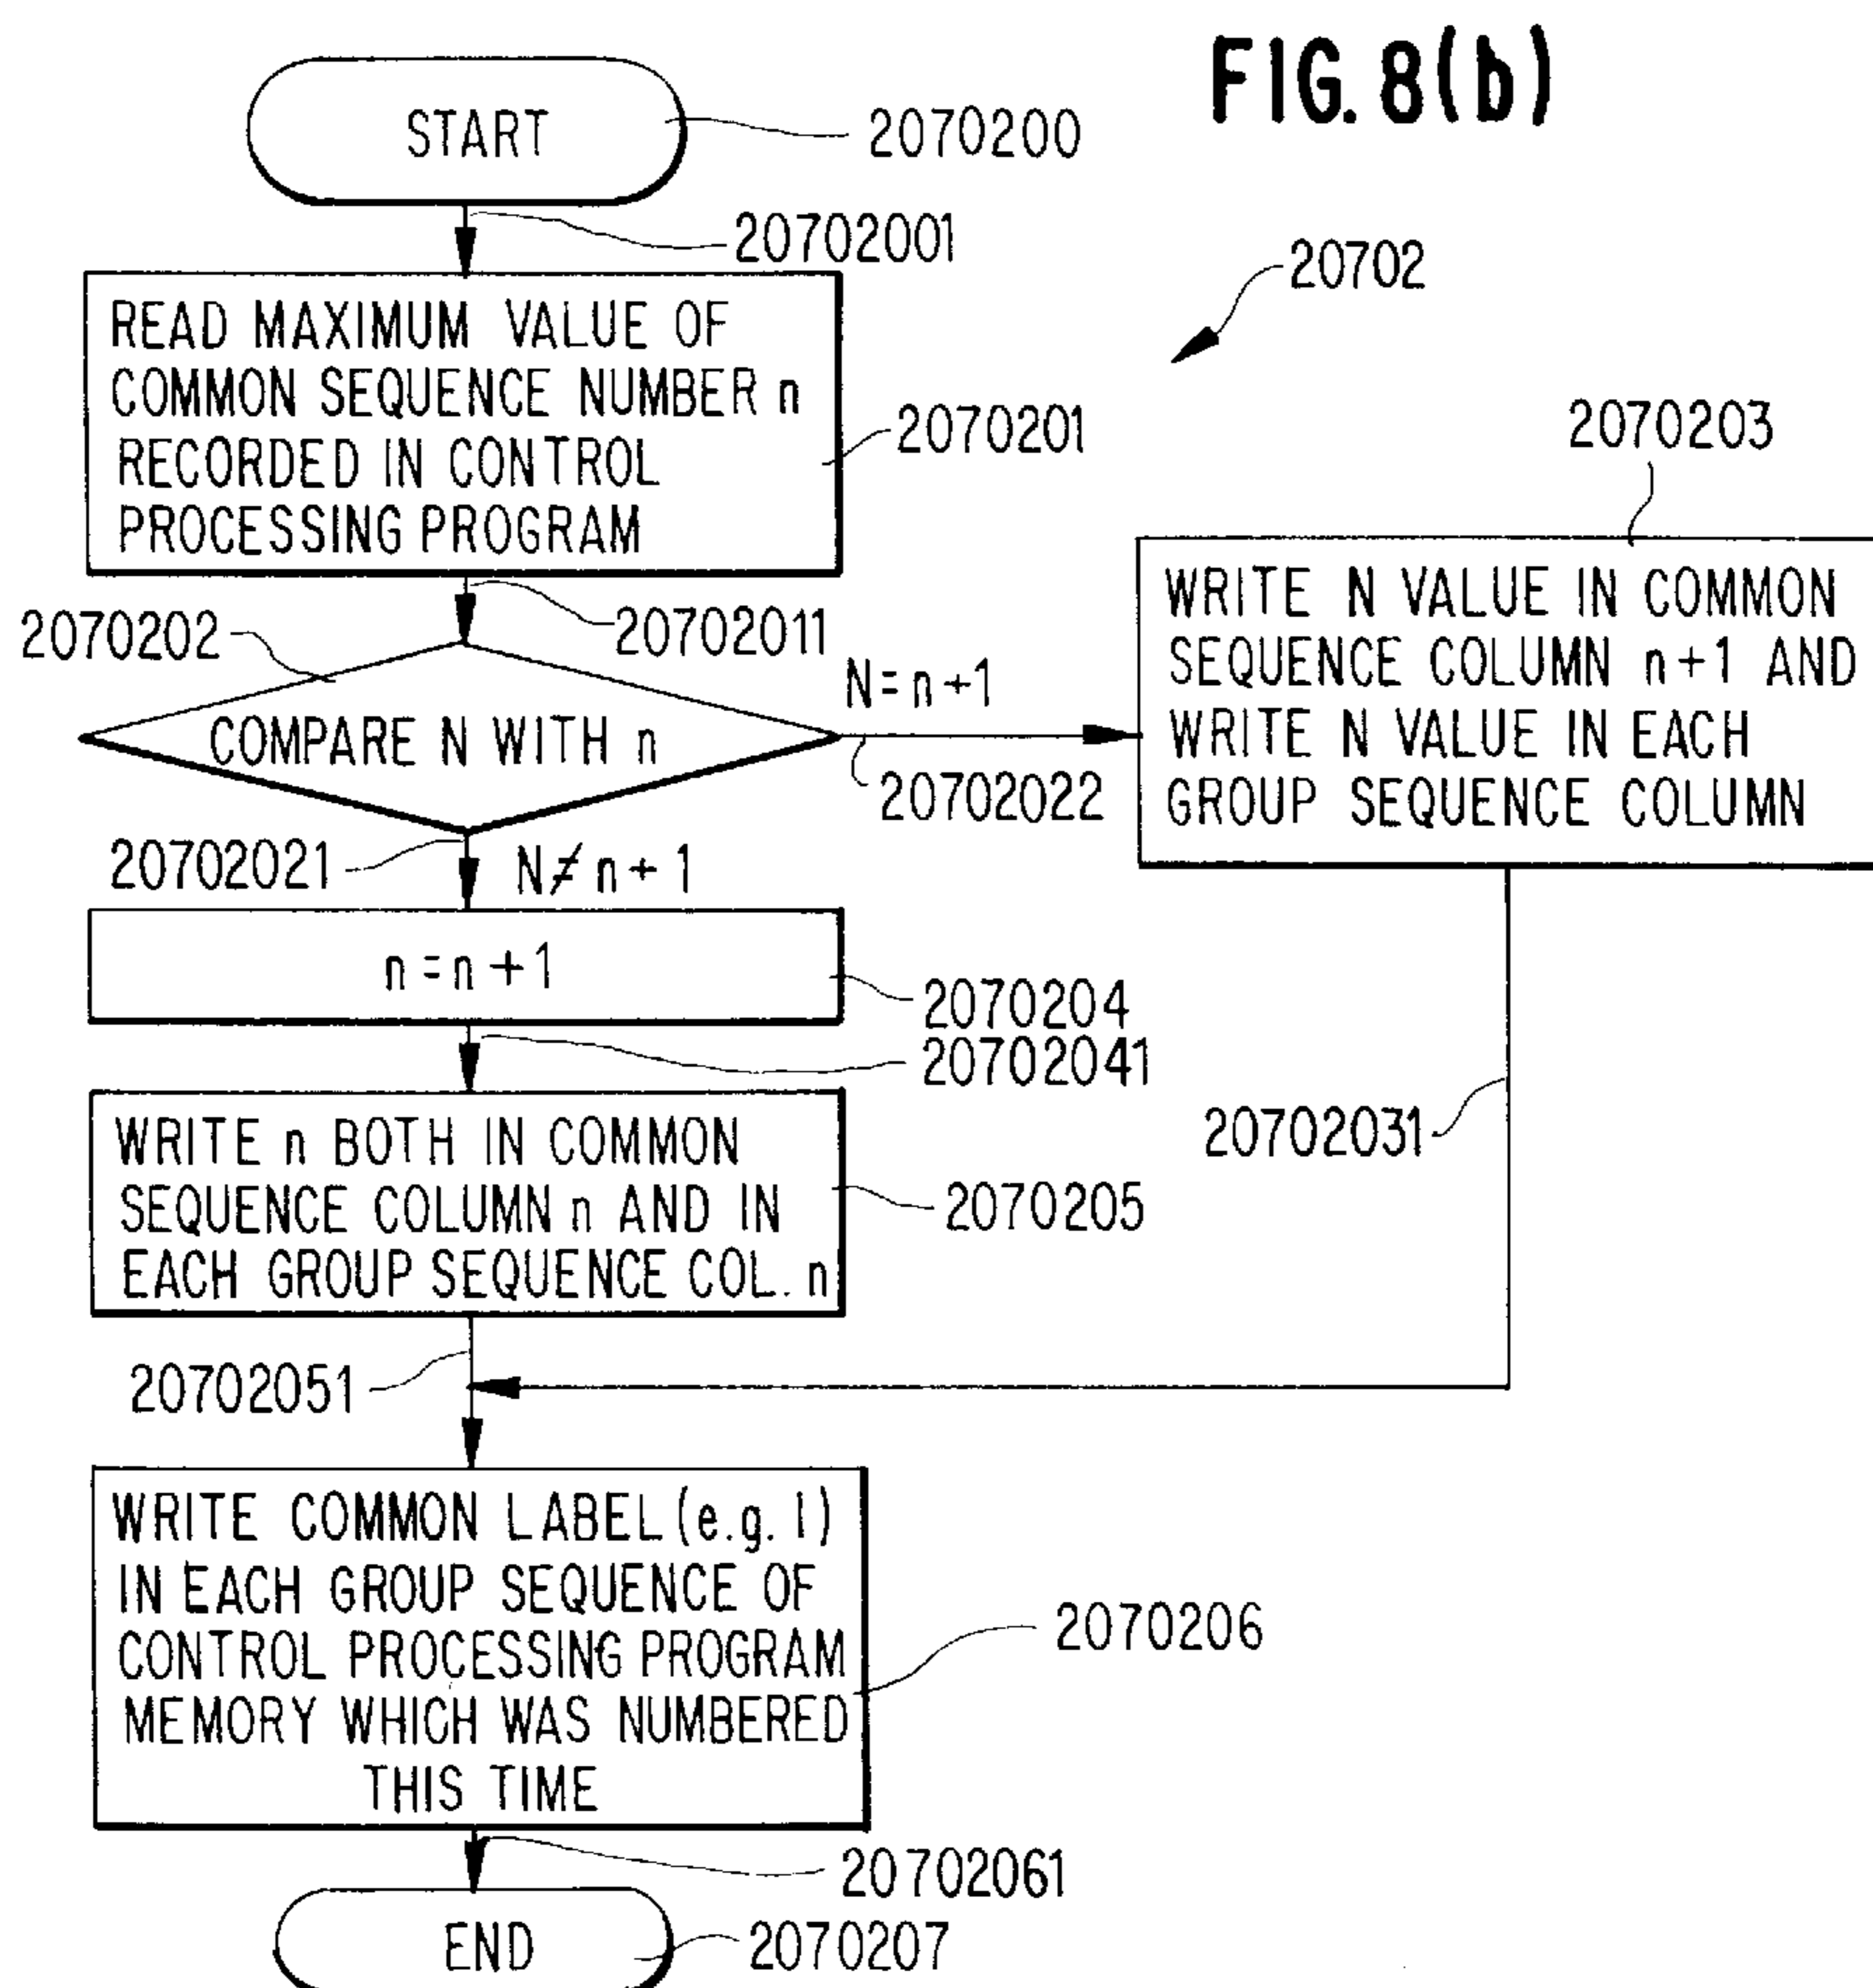 FIG. 8(b)
START
2070200
20702001
20702
READ MAXIMUM VALUE OF
COMMON SEQUENCE NUMBER n
RECORDED IN CONTROL
PROCESSING PROGRAM
2070201
20702011
2070202
COMPARE N WITH n
N=n+1
20702022
2070203
WRITE N VALUE IN COMMON
SEQUENCE COLUMN n+1 AND
WRITE N VALUE IN EACH
GROUP SEQUENCE COLUMN
20702021
N≠n+1
n=n+1
2070204
20702041
WRITE n BOTH IN COMMON
SEQUENCE COLUMN n AND IN
EACH GROUP SEQUENCE COL. n
2070205
20702031
20702051
WRITE COMMON LABEL (e.g. 1)
IN EACH GROUP SEQUENCE OF
CONTROL PROCESSING PROGRAM
MEMORY WHICH WAS NUMBERED
THIS TIME
2070206
20702061
END
2070207